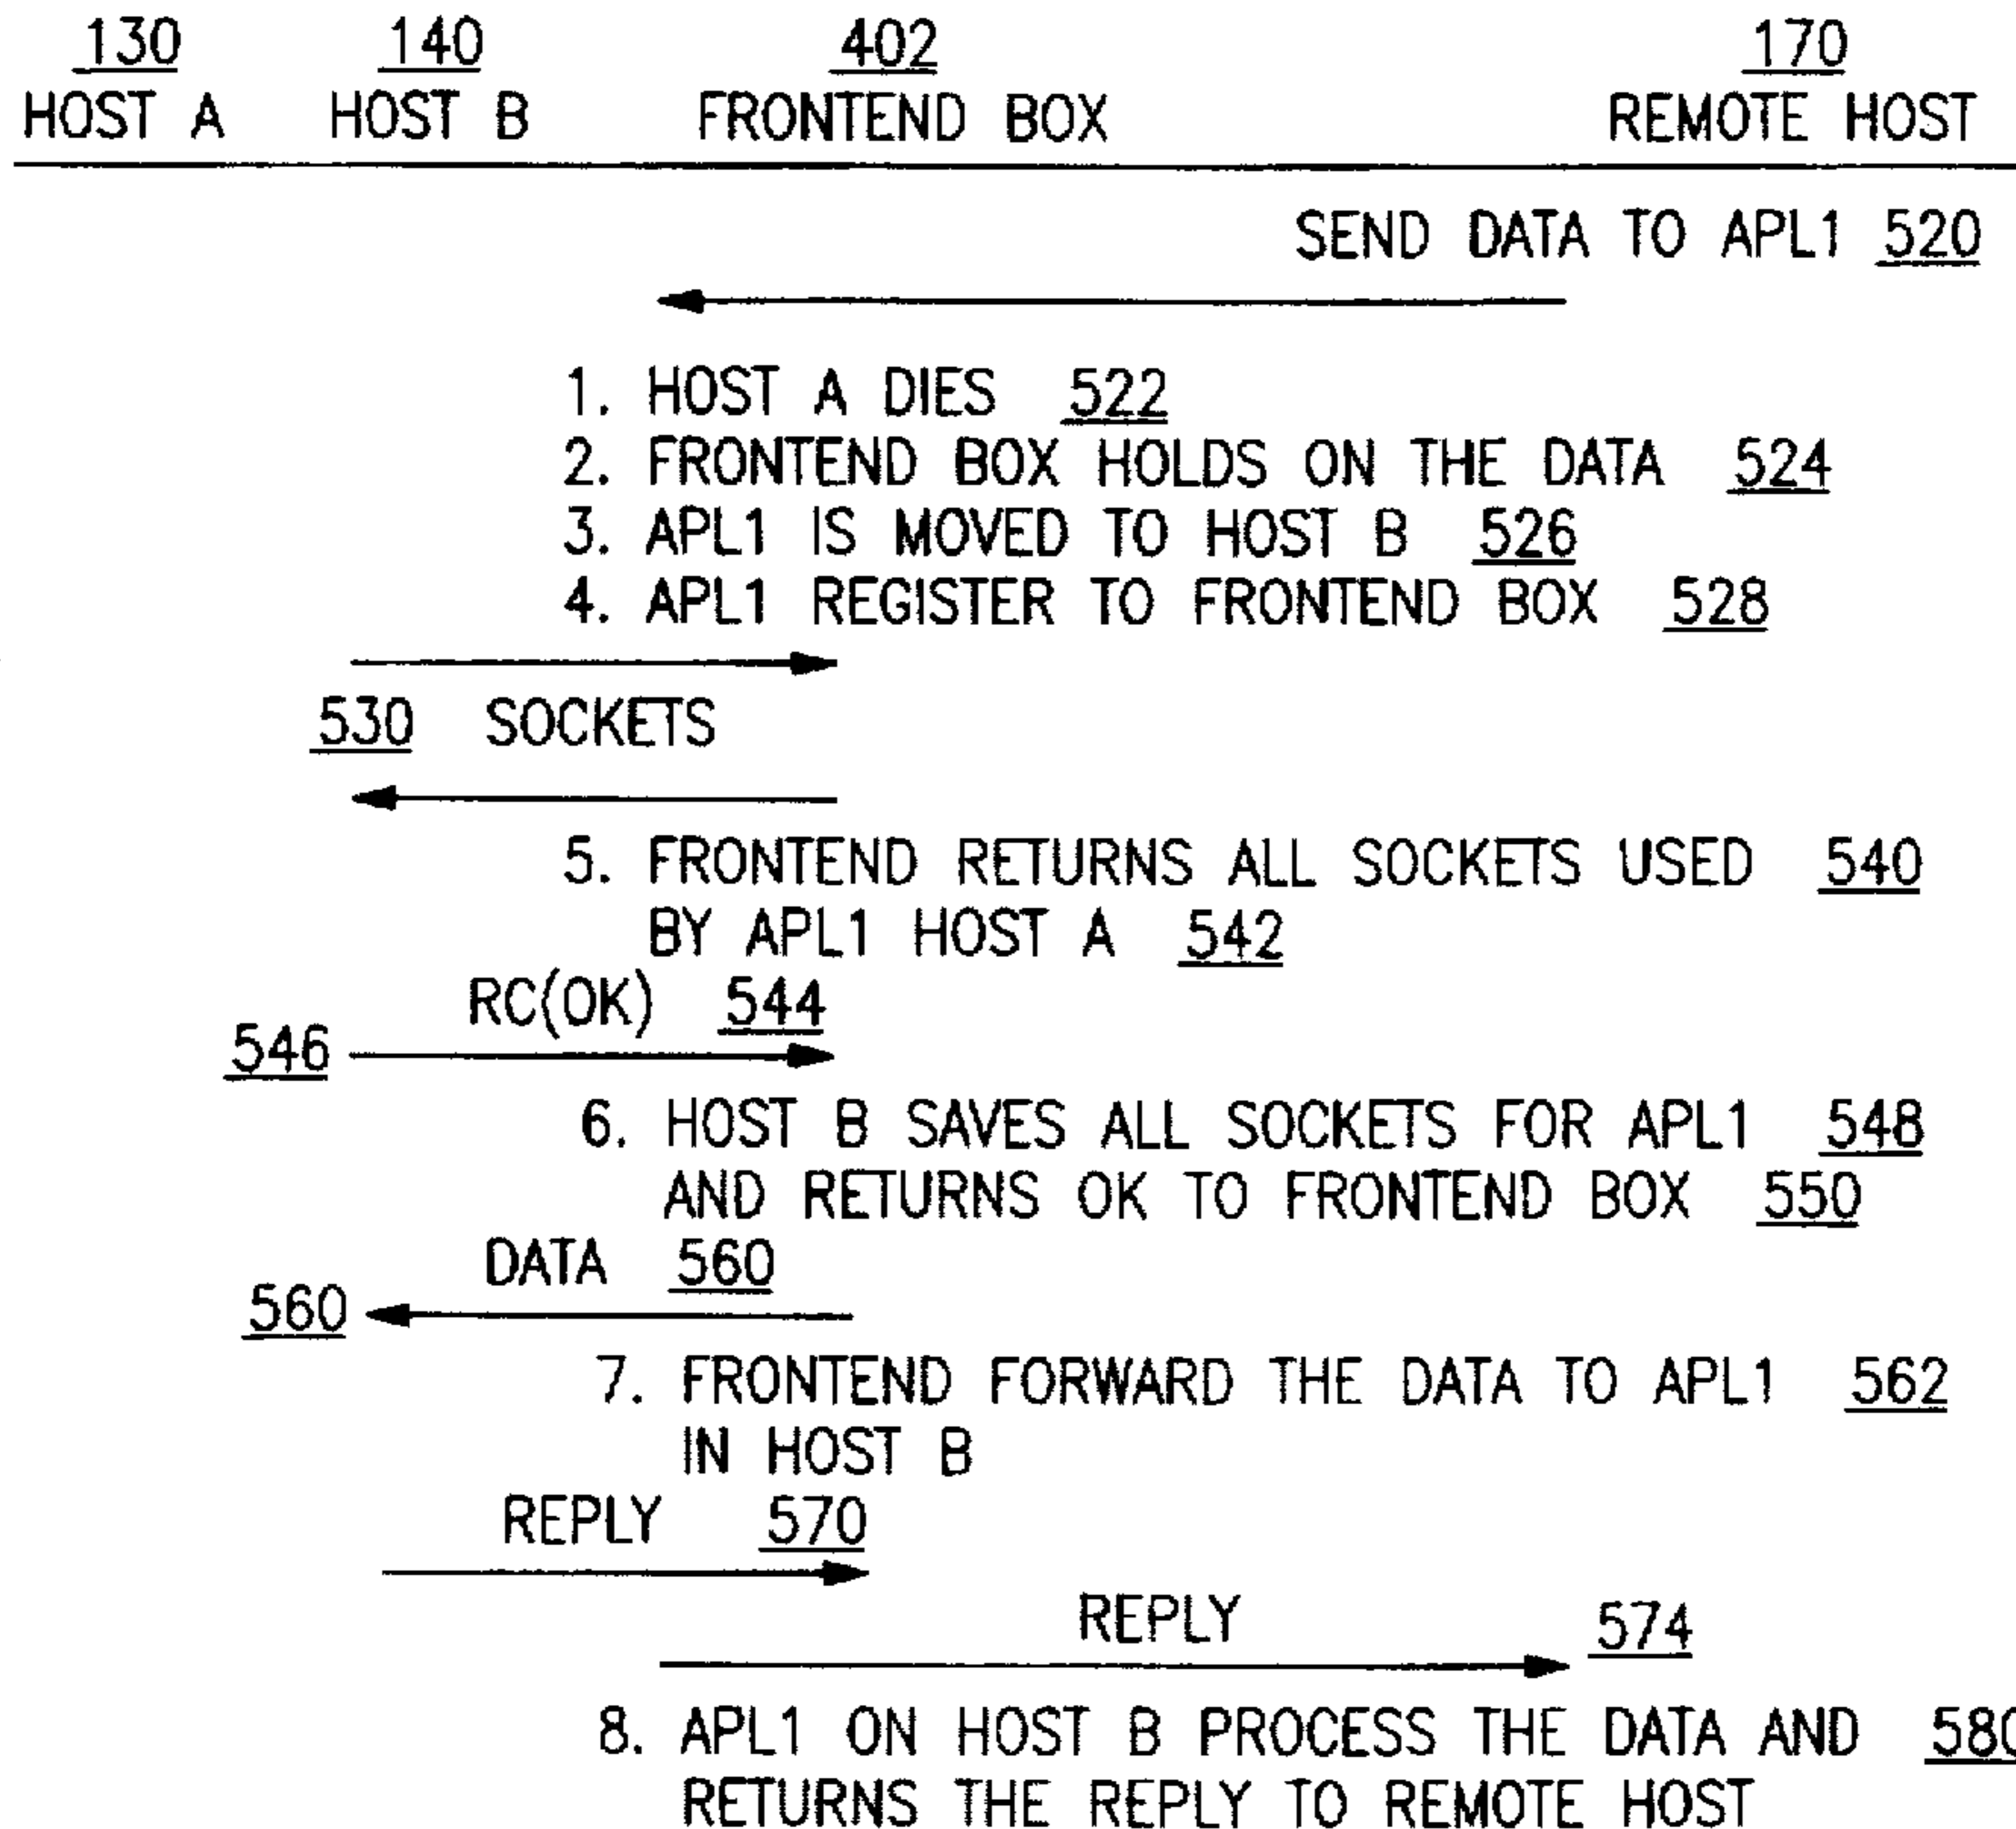 130 140 402 170
HOST A HOST B FRONTEND BOX REMOTE HOST
SEND DATA TO APL1 520
1. HOST A DIES 522
2. FRONTEND BOX HOLDS ON THE DATA 524
3. APL1 IS MOVED TO HOST B 526
4. APL1 REGISTER TO FRONTEND BOX 528
530 SOCKETS
5. FRONTEND RETURNS ALL SOCKETS USED 540
BY APL1 HOST A 542
RC(OK) 544
546
6. HOST B SAVES ALL SOCKETS FOR APL1 548
AND RETURNS OK TO FRONTEND BOX 550
DATA 560
560
7. FRONTEND FORWARD THE DATA TO APL1 562
IN HOST B
REPLY 570
REPLY 574
8. APL1 ON HOST B PROCESS THE DATA AND 580
RETURNS THE REPLY TO REMOTE HOST